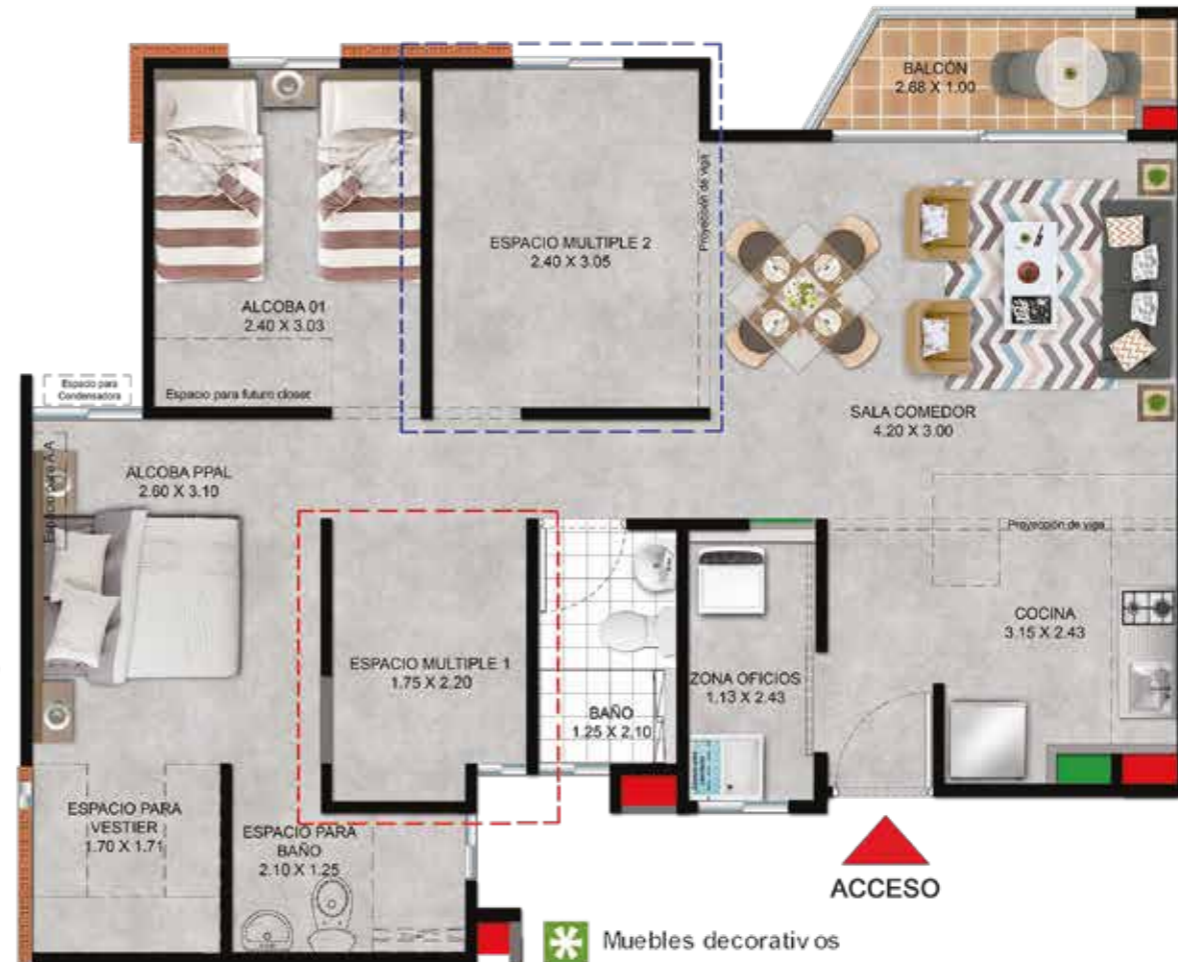 BALCÓN
2.68 X 1.00
Proyección de viga
ESPACIO MULTIPLE 2
2.40 X 3.05
ALCOBA 01
2.40 X 3.03
Espacio para
Condensadora
Espacio para futuro closet
SALA COMEDOR
4.20 X 3.00
Espacio para A.A
ALCOBA PPAL
2.60 X 3.10
Proyección de viga
COCINA
3.15 X 2.43
ESPACIO MULTIPLE 1
1.75 X 2.20
ZONA OFICIOS
1.13 X 2.43
BAÑO
1.25 X 2.10
ESPACIO PARA
VESTIER
1.70 X 1.71
ESPACIO PARA
BAÑO
2.10 X 1.25
ACCESO
Muebles decorativos